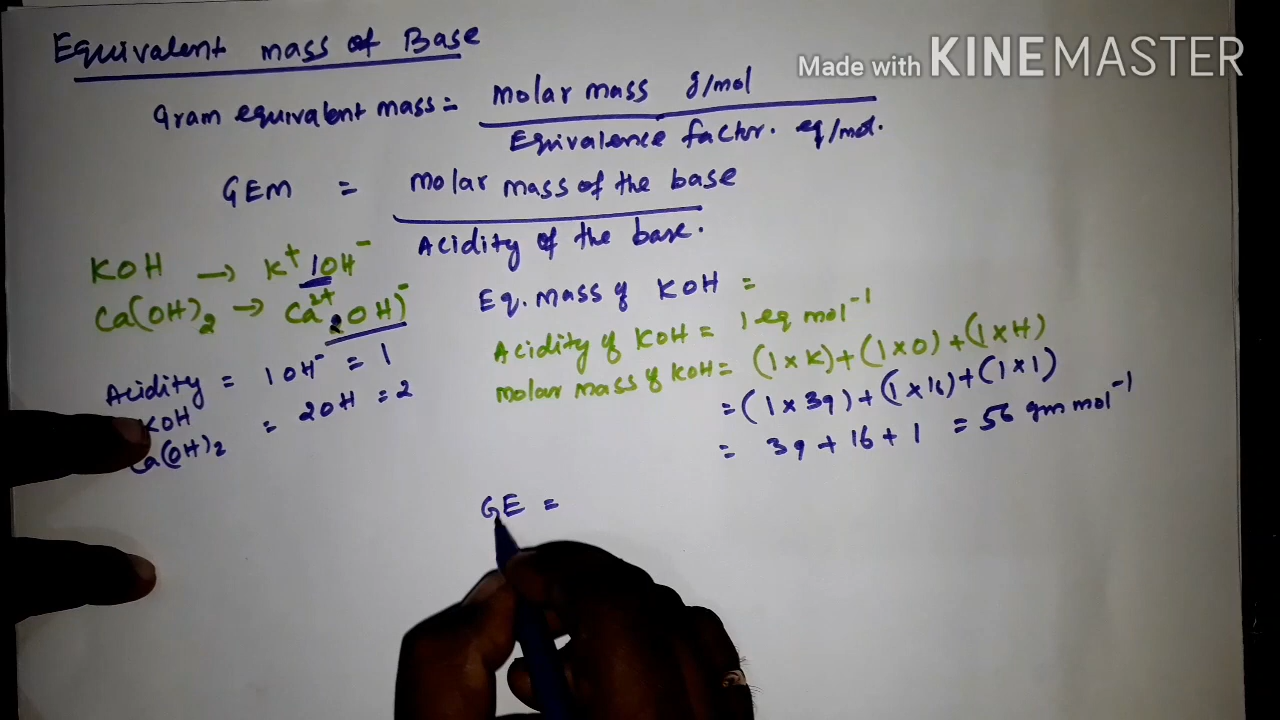 Equivalent mass of Base
Made with KINEMASTER
Gram equivalent mass = molar mass g/mol
Equivalence factor. eq/mol.
GEM = molar mass of the base
Acidity of the base.
KOH → K⁺ 1OH⁻
Ca(OH)₂ → Ca²⁺ 2OH)⁻
Eq. mass of KOH =
Acidity of KOH = 1 eq mol⁻¹
molar mass of KOH = (1 x K) + (1 x O) + (1 x H)
= (1 x 39) + (1 x 16) + (1 x 1)
= 39 + 16 + 1 = 56 gm mol⁻¹
Acidity = 1 OH⁻ = 1
KOH
Ca(OH)₂ = 2OH = 2
GE =